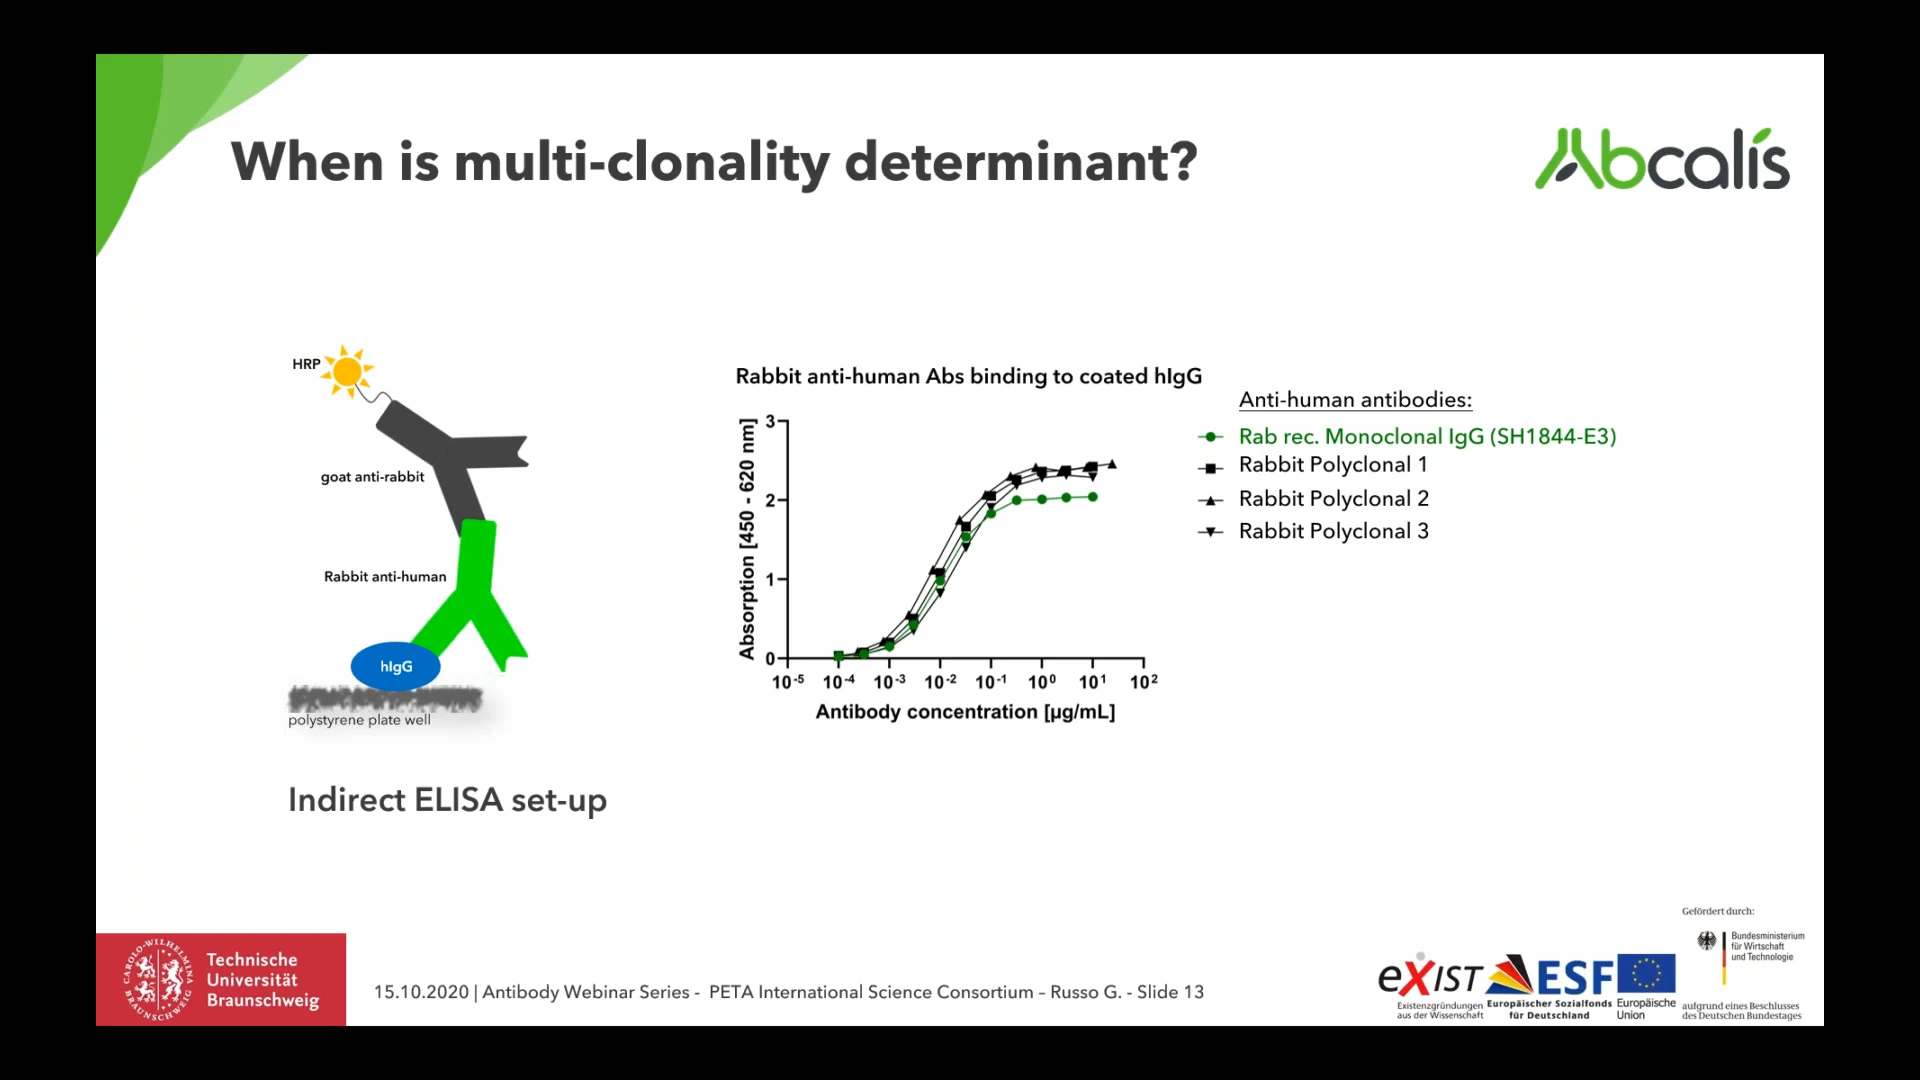 When is multi-clonality determinant?
Abcalis
HRP
goat anti-rabbit
Rabbit anti-human
hIgG
polystyrene plate well
Indirect ELISA set-up
Rabbit anti-human Abs binding to coated hIgG
Absorption [450 - 620 nm]
3
2
1
0
10-5 10-4 10-3 10-2 10-1 100 101 102
Antibody concentration [µg/mL]
Anti-human antibodies:
Rab rec. Monoclonal IgG (SH1844-E3)
Rabbit Polyclonal 1
Rabbit Polyclonal 2
Rabbit Polyclonal 3
CAROLO-WILHELMINA
BRAUNSCHWEIG
Technische
Universität
Braunschweig
15.10.2020 | Antibody Webinar Series - PETA International Science Consortium – Russo G. - Slide 13
eXIST
Existenzgründungen
aus der Wissenschaft
ESF
Europäischer Sozialfonds
für Deutschland
Europäische
Union
Gefördert durch:
Bundesministerium
für Wirtschaft
und Technologie
aufgrund eines Beschlusses
des Deutschen Bundestages